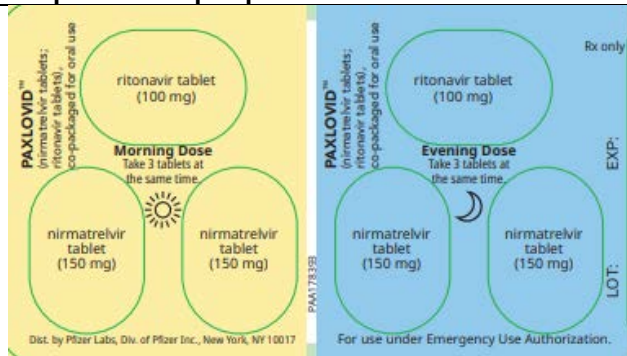 PAXLOVID™
(nirmatrelvir tablets;
ritonavir tablets),
co-packaged for oral use
ritonavir tablet
(100 mg)
Morning Dose
Take 3 tablets at
the same time.
nirmatrelvir
tablet
(150 mg)
nirmatrelvir
tablet
(150 mg)
Dist. by Pfizer Labs, Div. of Pfizer Inc., New York, NY 10017
PAA178393
PAXLOVID™
(nirmatrelvir tablets;
ritonavir tablets),
co-packaged for oral use
ritonavir tablet
(100 mg)
Rx only
Evening Dose
Take 3 tablets at
the same time.
nirmatrelvir
tablet
(150 mg)
nirmatrelvir
tablet
(150 mg)
EXP:
LOT:
For use under Emergency Use Authorization.